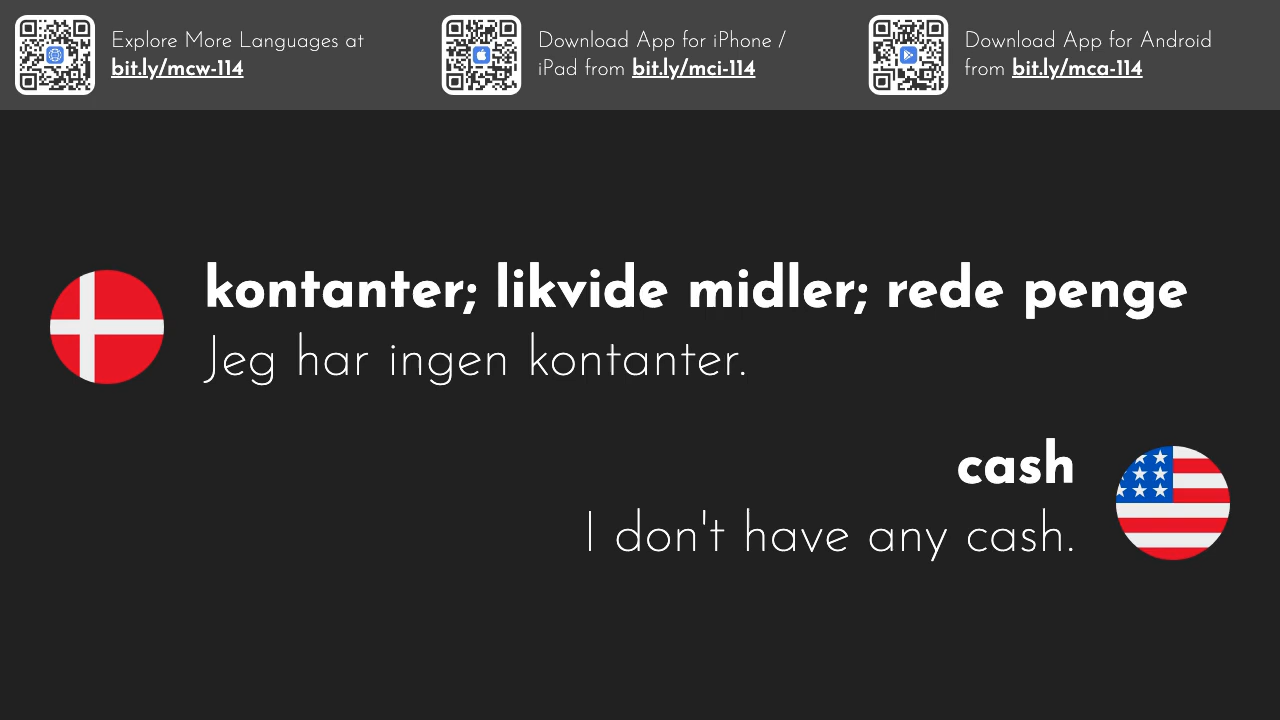 Explore More Languages at
bit.ly/mcw-114
Download App for iPhone /
iPad from bit.ly/mci-114
Download App for Android
from bit.ly/mca-114
kontanter; likvide midler; rede penge
Jeg har ingen kontanter.
cash
I don't have any cash.